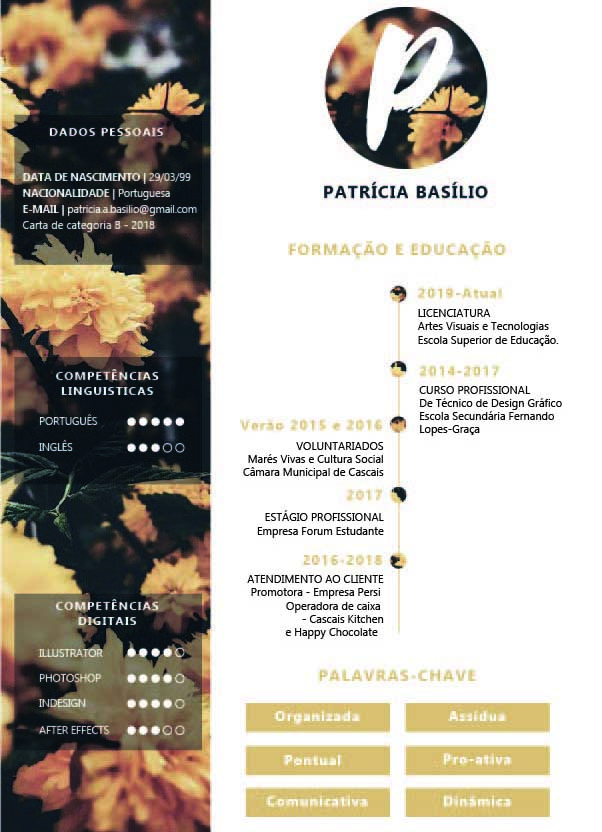 DADOS PESSOAIS
DATA DE NASCIMENTO | 29/03/99
NACIONALIDADE | Portuguesa
E-MAIL | patricia.a.basilio@gmail.com
Carta de categoria B - 2018
COMPETÊNCIAS
LINGUISTICAS
PORTUGUÊS
INGLÊS
COMPETÊNCIAS
DIGITAIS
ILLUSTRATOR
PHOTOSHOP
INDESIGN
AFTER EFFECTS
P
PATRÍCIA BASÍLIO
FORMAÇÃO E EDUCAÇÃO
2019-Atual
LICENCIATURA
Artes Visuais e Tecnologias
Escola Superior de Educação.
2014-2017
CURSO PROFISSIONAL
De Técnico de Design Gráfico
Escola Secundária Fernando
Lopes-Graça
Verão 2015 e 2016
VOLUNTARIADOS
Marés Vivas e Cultura Social
Câmara Municipal de Cascais
2017
ESTÁGIO PROFISSIONAL
Empresa Forum Estudante
2016-2018
ATENDIMENTO AO CLIENTE
Promotora - Empresa Persi
Operadora de caixa
- Cascais Kitchen
e Happy Chocolate
PALAVRAS-CHAVE
Organizada
Assídua
Pontual
Pro-ativa
Comunicativa
Dinâmica